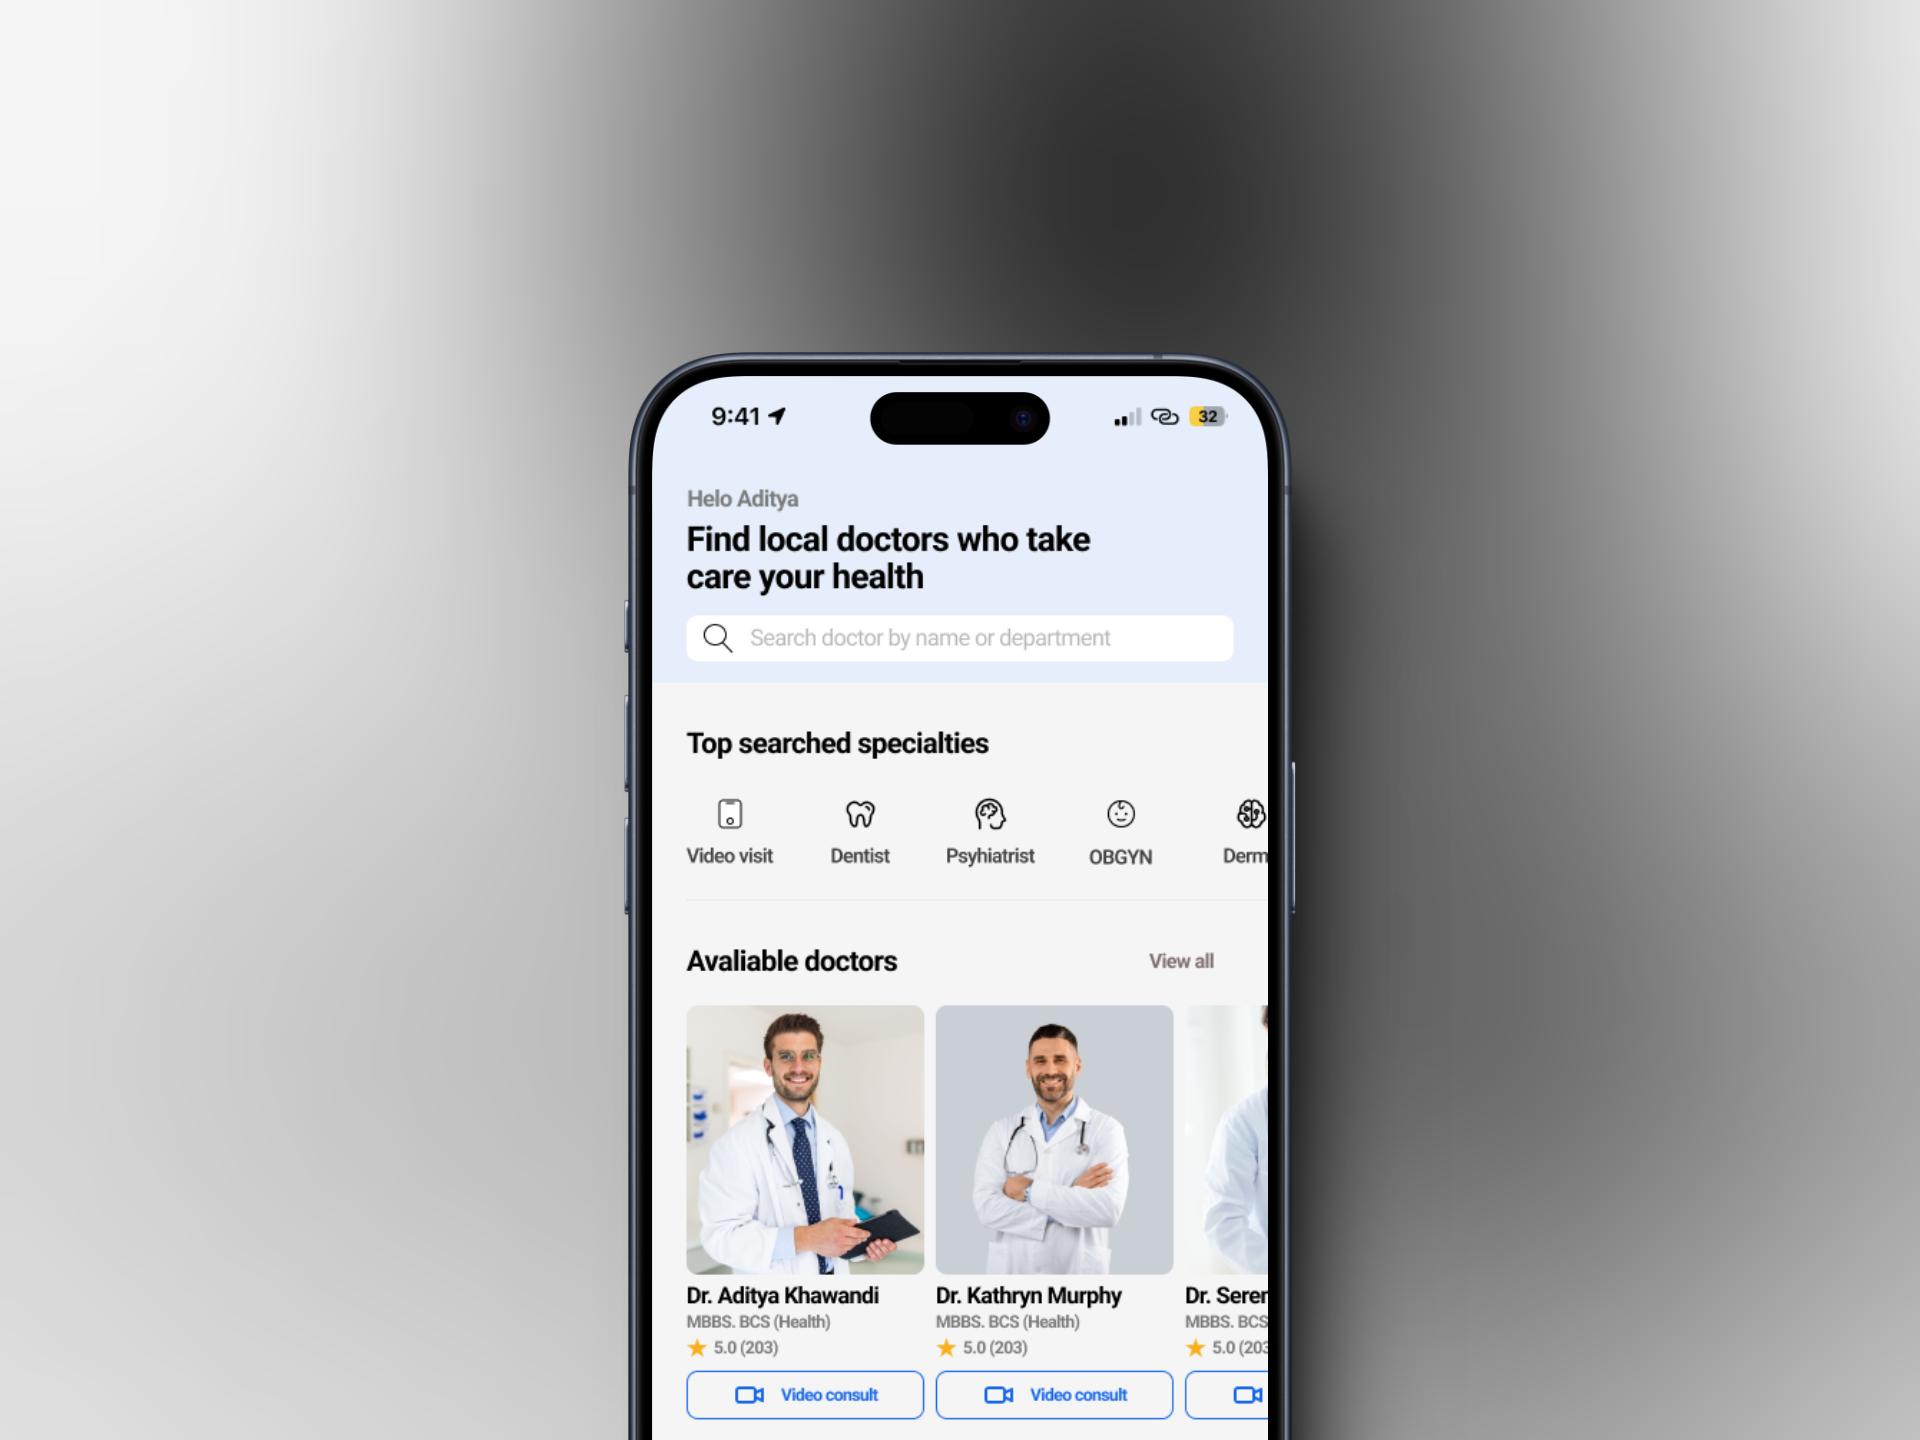 9:41
32
Helo Aditya
Find local doctors who take
care your health
Search doctor by name or department
Top searched specialties
Video visit
Dentist
Psyhiatrist
OBGYN
Derm
Avaliable doctors
View all
Dr. Aditya Khawandi
MBBS. BCS (Health)
5.0 (203)
Video consult
Dr. Kathryn Murphy
MBBS. BCS (Health)
5.0 (203)
Video consult
Dr. Seren
MBBS. BCS
5.0 (203